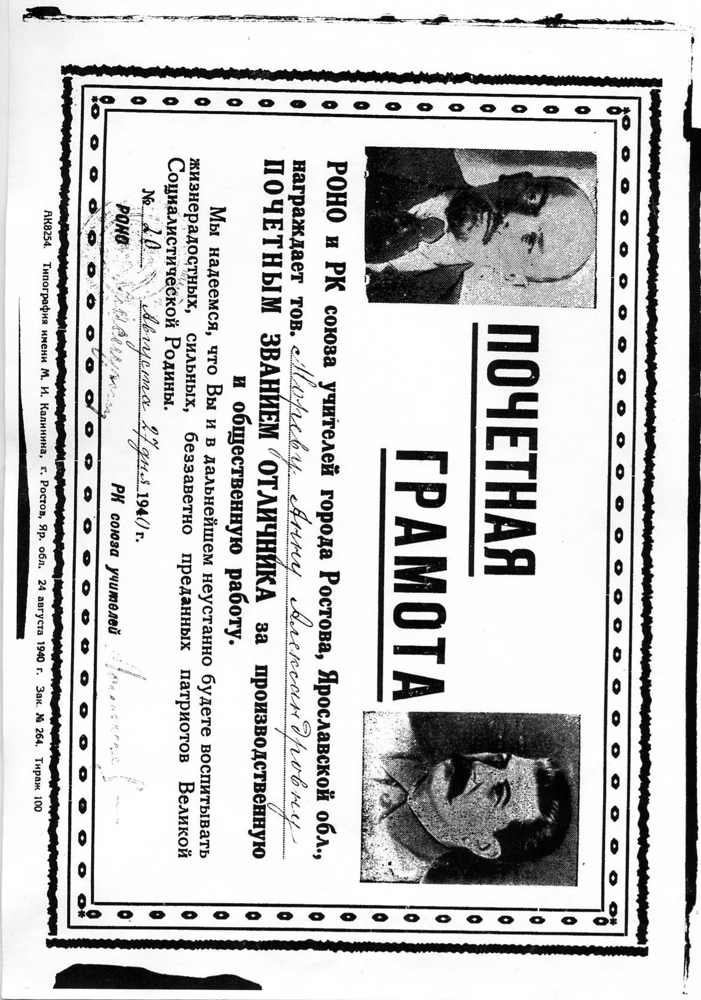 ПОЧЕТНАЯ
ГРАМОТА
РОНО и РК союза учителей города Ростова, Ярославской обл.,
награждает тов. Моргеву Анну Александровну
ПОЧЕТНЫМ ЗВАНИЕМ ОТЛИЧНИКА за производственную
и общественную работу.
Мы надеемся, что Вы и в дальнейшем неустанно будете воспитывать
жизнерадостных, сильных, беззаветно преданных патриотов Великой
Социалистической Родины.
№ 20 Августа 27 дня 1940 г.
РОНО
РК союза учителей
АК8254. Типография имени М. И. Калинина, г. Ростов, Яр. обл. 24 августа 1940 г. Зак. № 264. Тираж 100